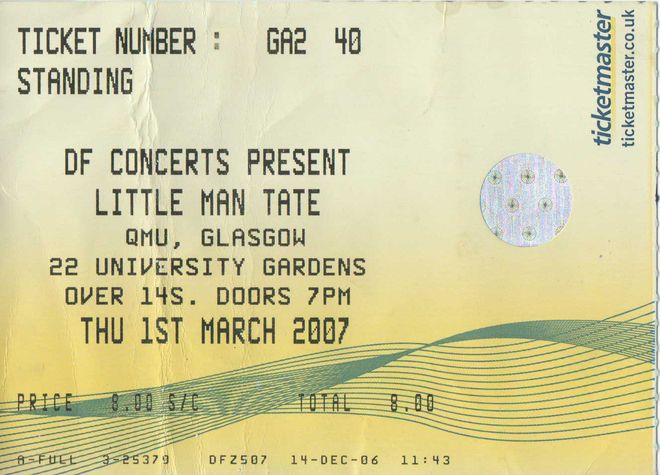 TICKET NUMBER : GA2 40
STANDING
DF CONCERTS PRESENT
LITTLE MAN TATE
QMU, GLASGOW
22 UNIVERSITY GARDENS
OVER 14S. DOORS 7PM
THU 1ST MARCH 2007
PRICE 8.00 S/C TOTAL 8.00
A-FULL 3-25379 DFZ507 14-DEC-06 11:43
ticketmaster
ticketmaster.co.uk